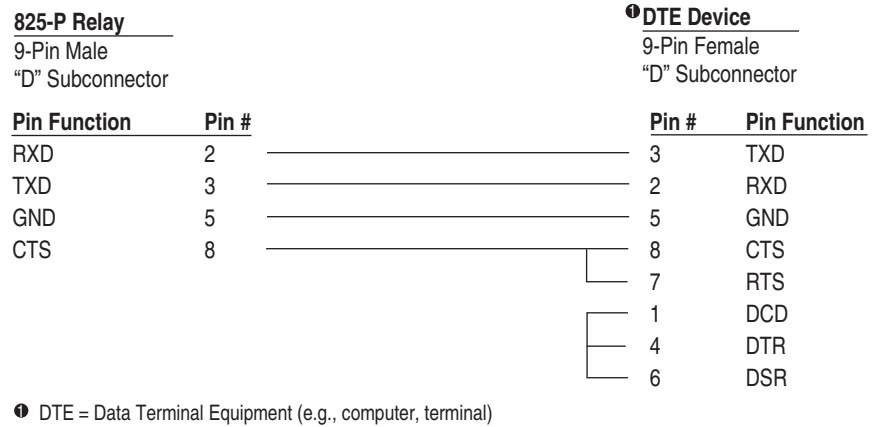 825-P Relay
9-Pin Male
“D” Subconnector
❶DTE Device
9-Pin Female
“D” Subconnector
Pin Function Pin # Pin # Pin Function
RXD 2 3 TXD
TXD 3 2 RXD
GND 5 5 GND
CTS 8 8 CTS
7 RTS
1 DCD
4 DTR
6 DSR
❶ DTE = Data Terminal Equipment (e.g., computer, terminal)